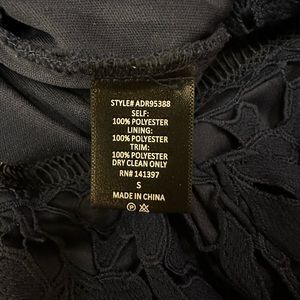 STYLE# ADR95388
SELF:
100% POLYESTER
LINING:
100% POLYESTER
TRIM:
100% POLYESTER
DRY CLEAN ONLY
RN# 141397
S
MADE IN CHINA
P